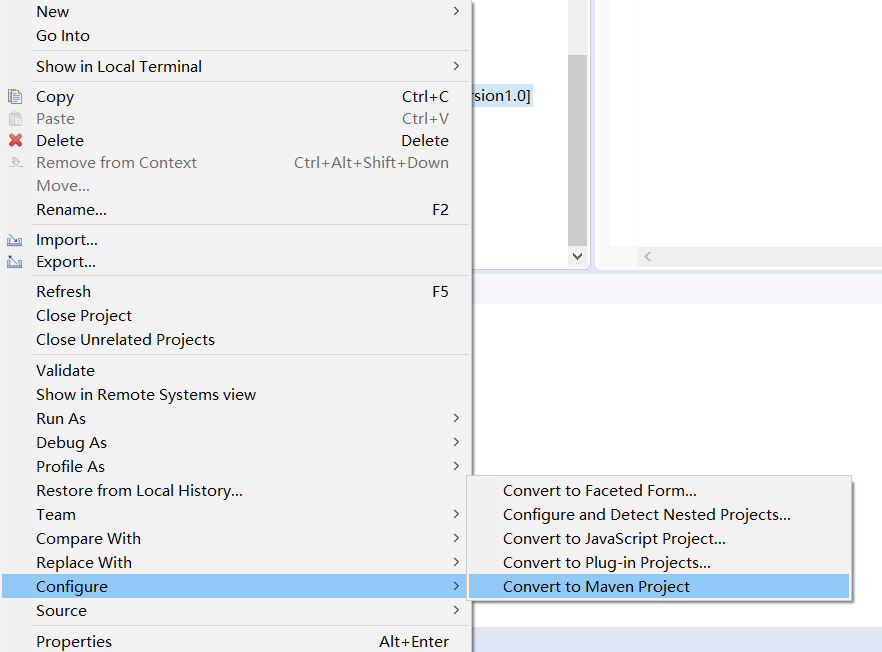 New
Go Into
Show in Local Terminal
Copy Ctrl+C
sion1.0]
Paste Ctrl+V
Delete Delete
Remove from Context Ctrl+Alt+Shift+Down
Move...
Rename... F2
Import...
Export...
Refresh F5
Close Project
Close Unrelated Projects
Validate
Show in Remote Systems view
Run As
Debug As
Profile As
Restore from Local History...
Team
Compare With
Replace With
Configure
Source
Properties Alt+Enter
Convert to Faceted Form...
Configure and Detect Nested Projects...
Convert to JavaScript Project...
Convert to Plug-in Projects...
Convert to Maven Project